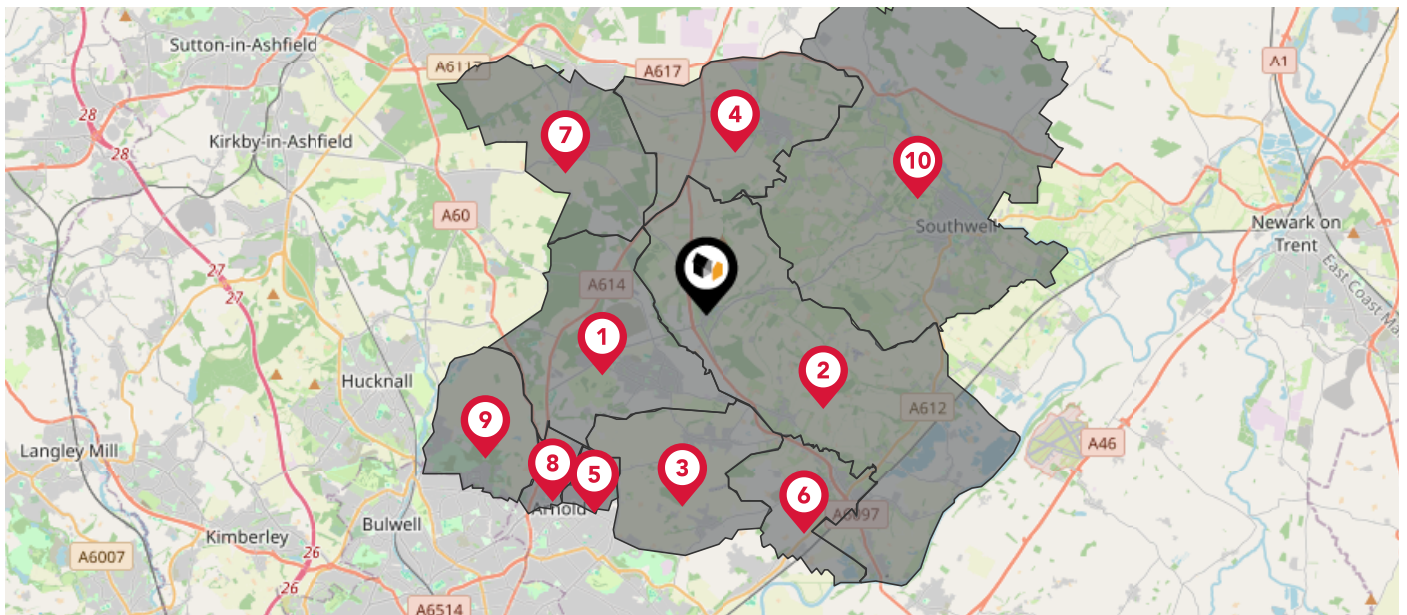 Sutton-in-Ashfield
A6117
A617
A1
28
4
7
28
Kirkby-in-Ashfield
10
A60
Southwell
Newark on
Trent
27
27
A614
East Coast Ma
1
2
Hucknall
A612
9
A46
Langley Mill
8
5
3
6
Arnold
A6097
Bulwell
Kimberley
26
A6007
26
A6514